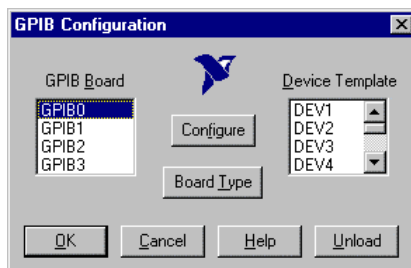 GPIB Configuration
GPIB Board
Device Template
GPIB0
GPIB1
GPIB2
GPIB3
Configure
Board Type
DEV1
DEV2
DEV3
DEV4
OK
Cancel
Help
Unload